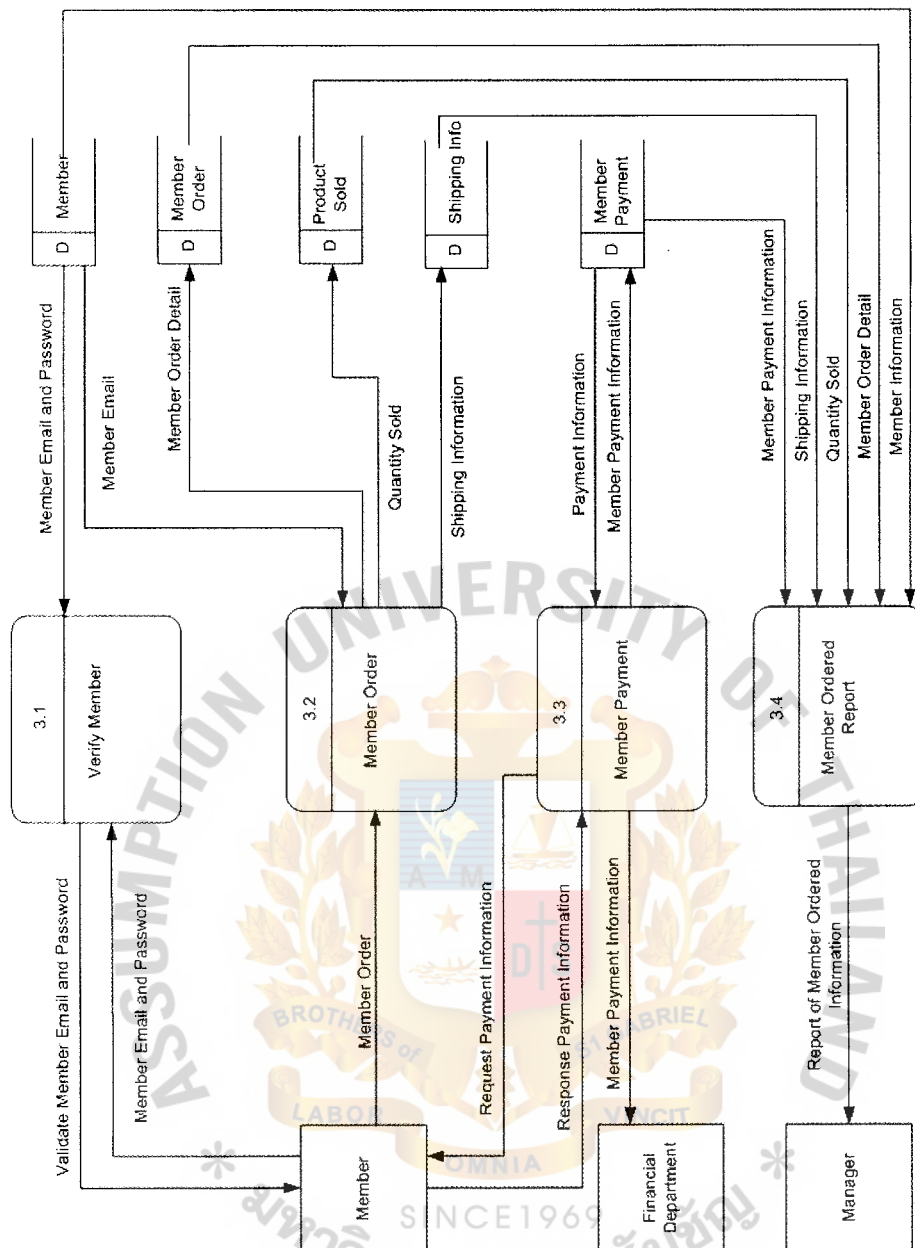 Member
Financial
Department
Manager
Validate Member Email and Password
Member Email and Password
Member Order
Request Payment Information
Response Payment Information
Member Payment Information
Report of Member Ordered
Information
3.1
Verify Member
3.2
Member Order
3.3
Member Payment
3.4
Member Ordered
Report
Member Email and Password
Member Email
Member Order Detail
Quantity Sold
Shipping Information
Payment Information
Member Payment Information
Member Payment Information
Shipping Information
Quantity Sold
Member Order Detail
Member Information
D Member
D Member
Order
D Product
Sold
D Shipping Info
D Member
Payment
ASSUMPTION UNIVERSITY OF THAILAND
A M
D S
BROTHERS of ST GABRIEL
LABOR
OMNIA
VINCIT
SINCE1969